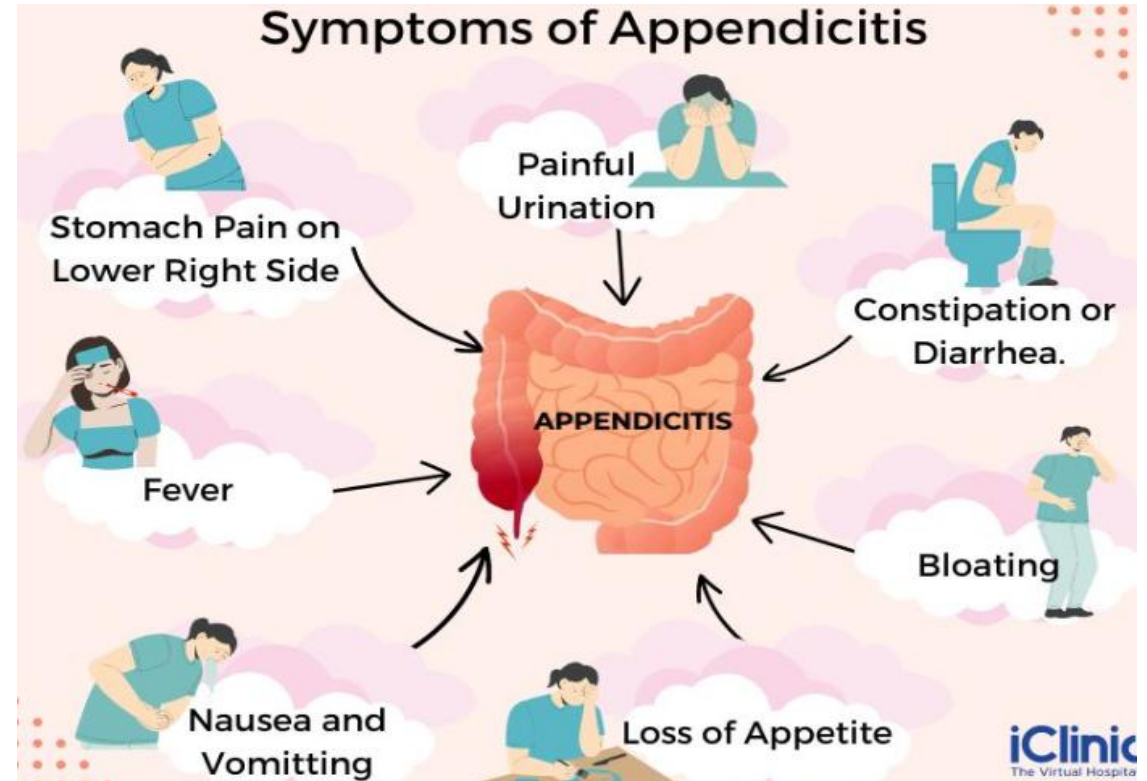 Symptoms of Appendicitis
Painful
Urination
Stomach Pain on
Lower Right Side
Constipation or
Diarrhea.
APPENDICITIS
Fever
Bloating
Nausea and
Vomitting
Loss of Appetite
iClinic
The Virtual Hospita